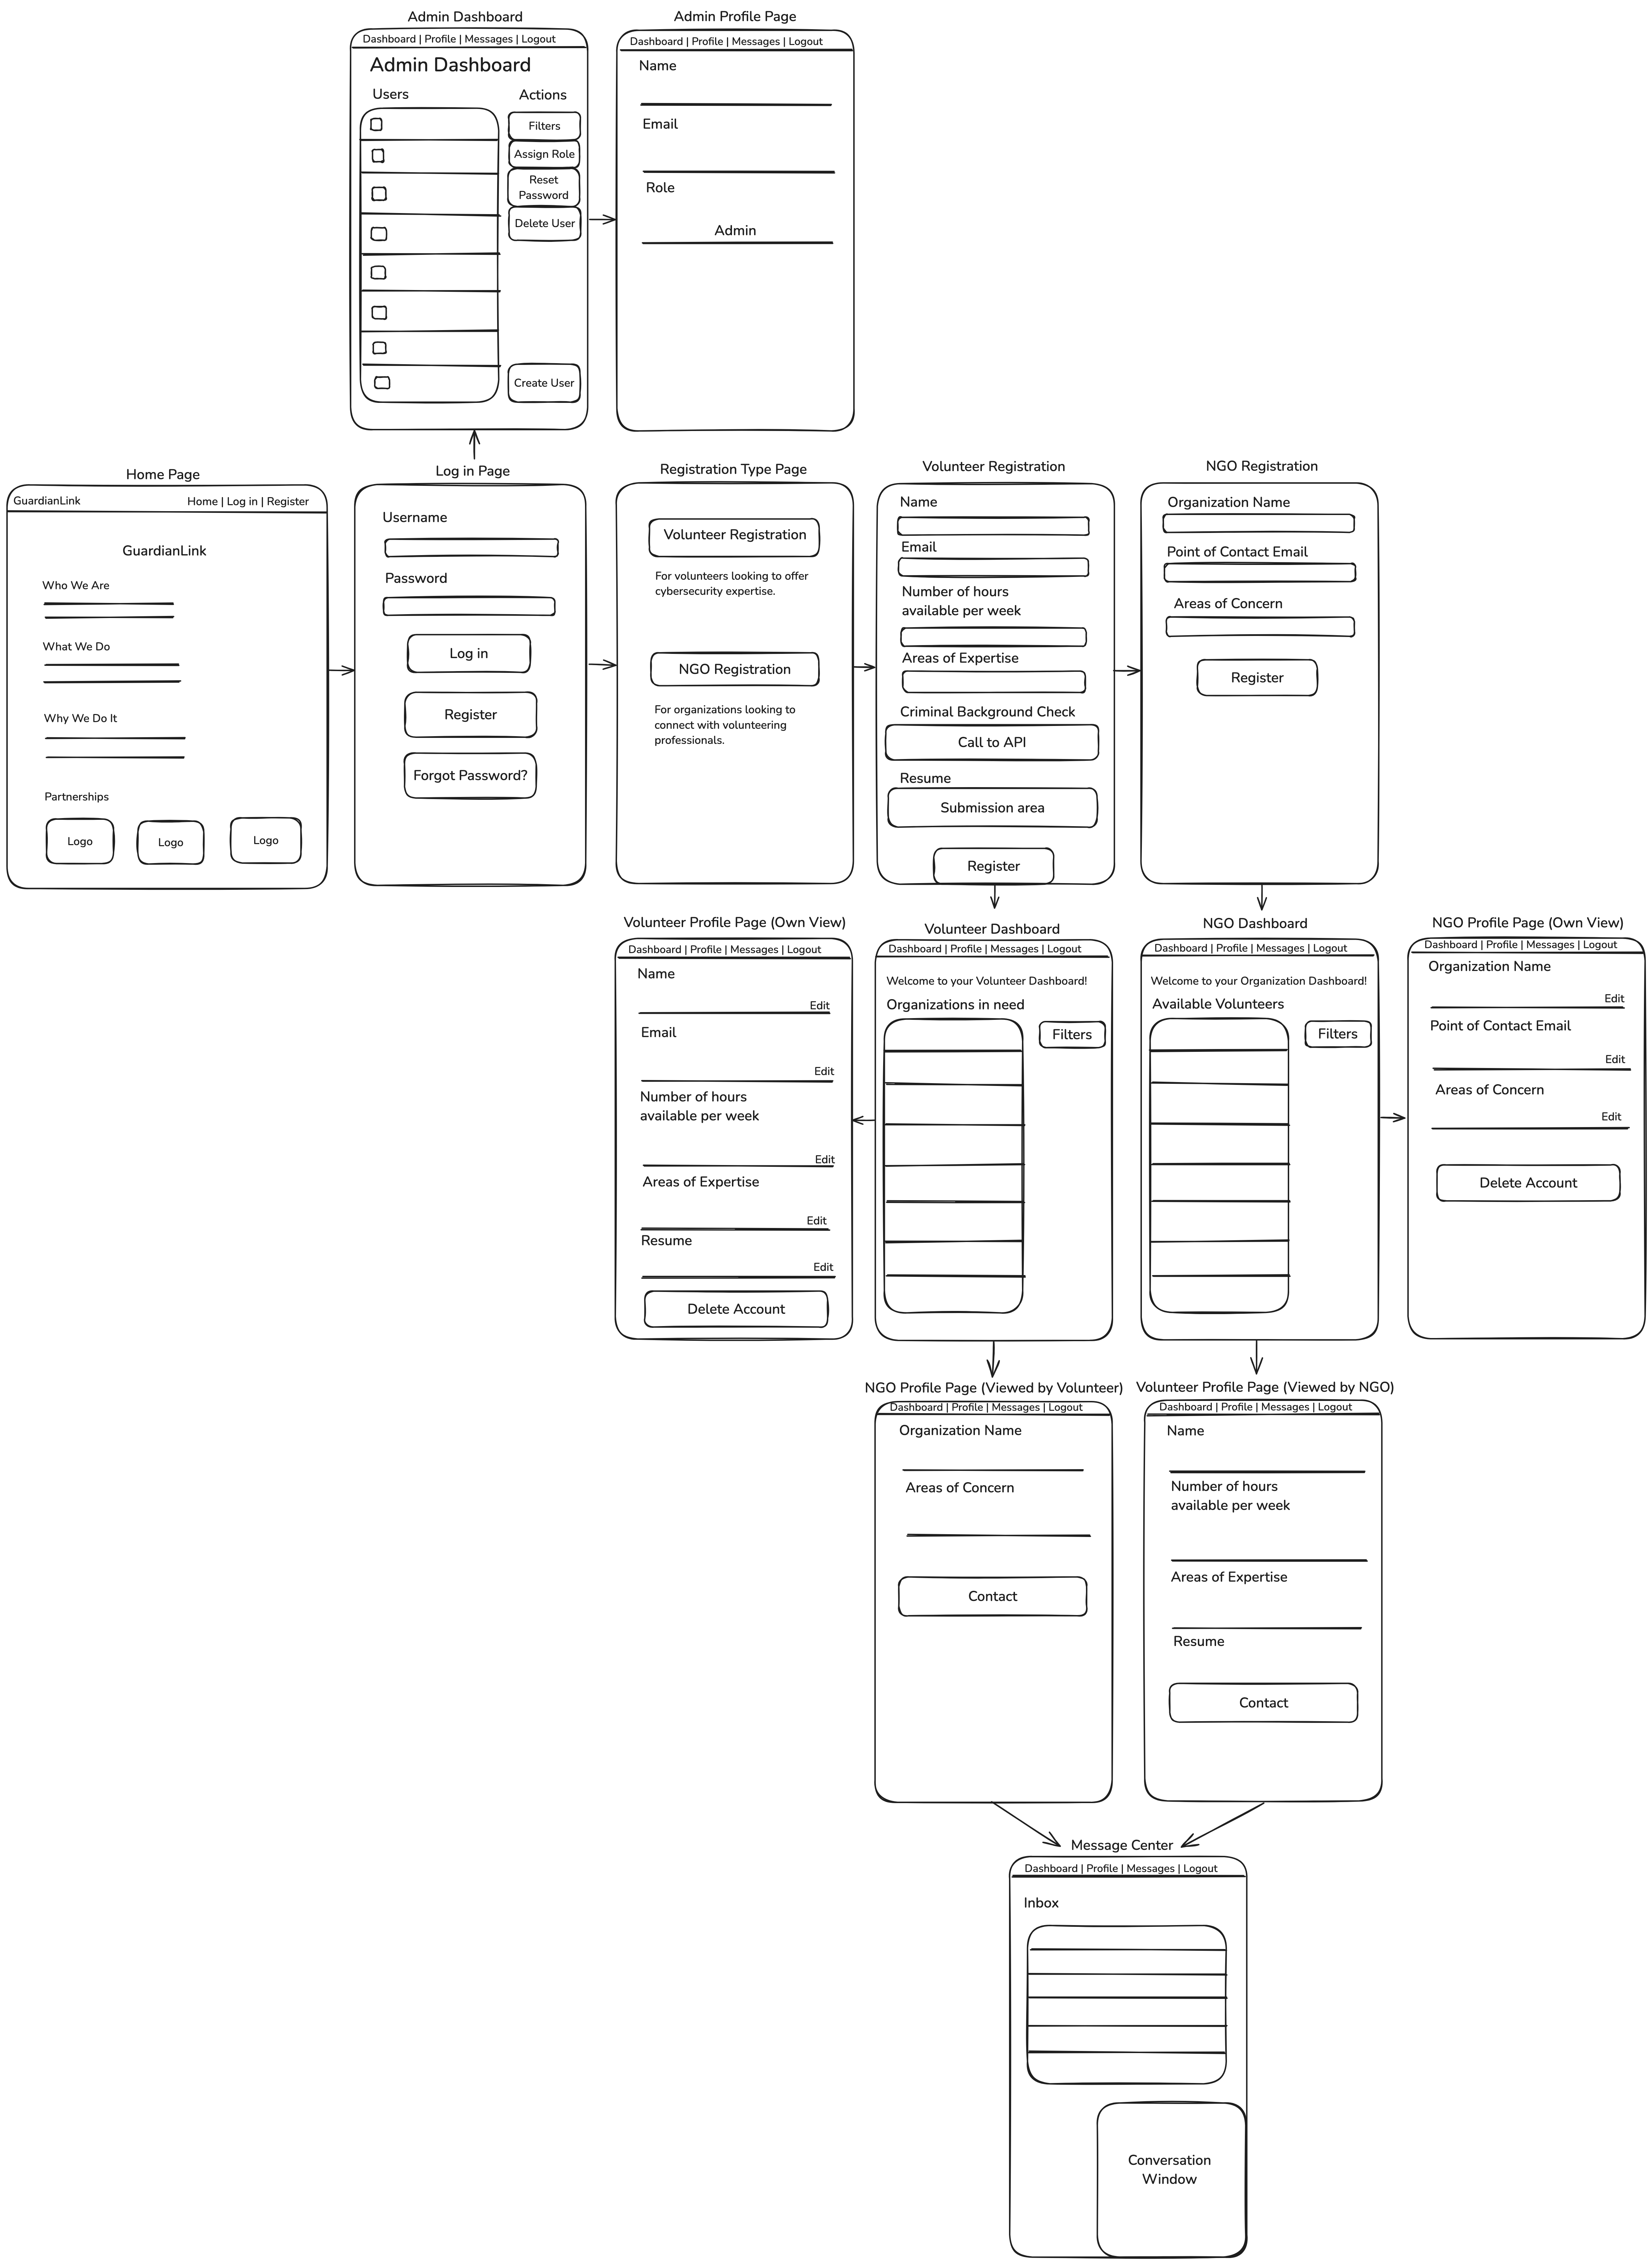 Admin Dashboard
Dashboard | Profile | Messages | Logout
Admin Dashboard
Users
Actions
Filters
Assign Role
Reset
Password
Delete User
Create User
Admin Profile Page
Dashboard | Profile | Messages | Logout
Name
Email
Role
Admin
Home Page
GuardianLink
Home | Log in | Register
GuardianLink
Who We Are
What We Do
Why We Do It
Partnerships
Logo
Logo
Logo
Log in Page
Username
Password
Log in
Register
Forgot Password?
Registration Type Page
Volunteer Registration
For volunteers looking to offer
cybersecurity expertise.
NGO Registration
For organizations looking to
connect with volunteering
professionals.
Volunteer Registration
Name
Email
Number of hours
available per week
Areas of Expertise
Criminal Background Check
Call to API
Resume
Submission area
Register
NGO Registration
Organization Name
Point of Contact Email
Areas of Concern
Register
Volunteer Profile Page (Own View)
Dashboard | Profile | Messages | Logout
Name
Edit
Email
Edit
Number of hours
available per week
Edit
Areas of Expertise
Edit
Resume
Edit
Delete Account
Volunteer Dashboard
Dashboard | Profile | Messages | Logout
Welcome to your Volunteer Dashboard!
Organizations in need
Filters
NGO Dashboard
Dashboard | Profile | Messages | Logout
Welcome to your Organization Dashboard!
Available Volunteers
Filters
NGO Profile Page (Own View)
Dashboard | Profile | Messages | Logout
Organization Name
Edit
Point of Contact Email
Edit
Areas of Concern
Edit
Delete Account
NGO Profile Page (Viewed by Volunteer)
Dashboard | Profile | Messages | Logout
Organization Name
Areas of Concern
Contact
Volunteer Profile Page (Viewed by NGO)
Dashboard | Profile | Messages | Logout
Name
Number of hours
available per week
Areas of Expertise
Resume
Contact
Message Center
Dashboard | Profile | Messages | Logout
Inbox
Conversation
Window